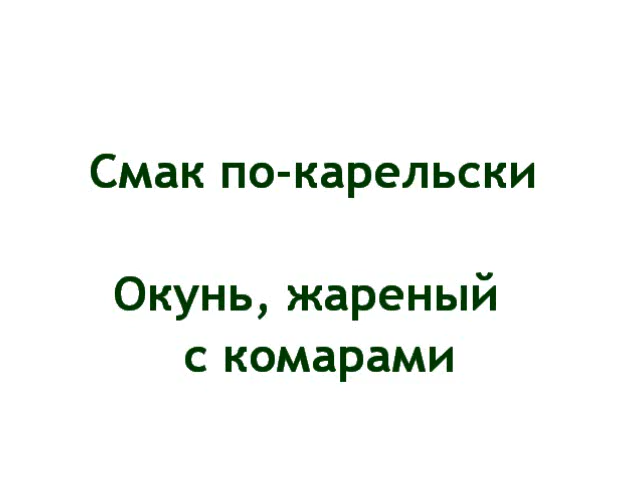 Смак по-карельски
Окунь, жареный
с комарами